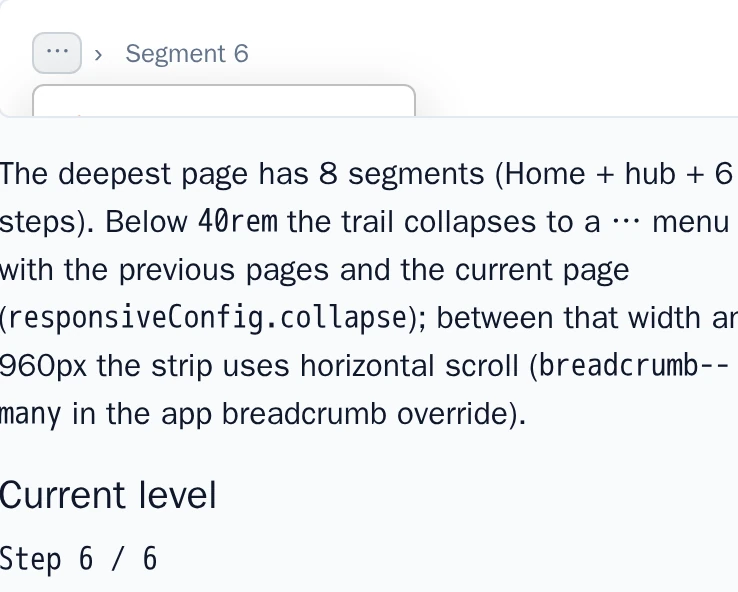 ··· › Segment 6
The deepest page has 8 segments (Home + hub + 6
steps). Below 40rem the trail collapses to a ··· menu
with the previous pages and the current page
(responsiveConfig.collapse); between that width an
960px the strip uses horizontal scroll (breadcrumb--
many in the app breadcrumb override).
Current level
Step 6 / 6